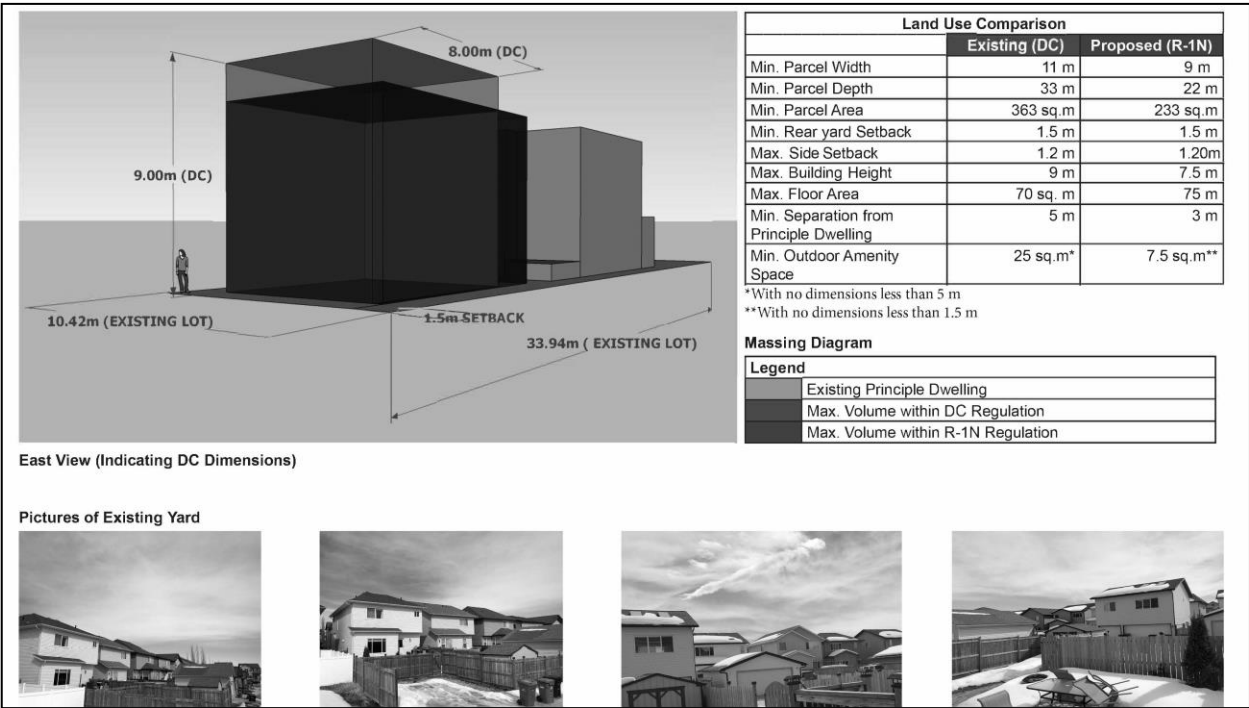 8.00m (DC)
9.00m (DC)
10.42m (EXISTING LOT)
1.5m SETBACK
33.94m ( EXISTING LOT)
East View (Indicating DC Dimensions)
Land Use Comparison
Existing (DC) Proposed (R-1N)
Min. Parcel Width 11 m 9 m
Min. Parcel Depth 33 m 22 m
Min. Parcel Area 363 sq.m 233 sq.m
Min. Rear yard Setback 1.5 m 1.5 m
Max. Side Setback 1.2 m 1.20m
Max. Building Height 9 m 7.5 m
Max. Floor Area 70 sq. m 75 m
Min. Separation from 5 m 3 m
Principle Dwelling
Min. Outdoor Amenity 25 sq.m* 7.5 sq.m**
Space
*With no dimensions less than 5 m
**With no dimensions less than 1.5 m
Massing Diagram
Legend
Existing Principle Dwelling
Max. Volume within DC Regulation
Max. Volume within R-1N Regulation
Pictures of Existing Yard